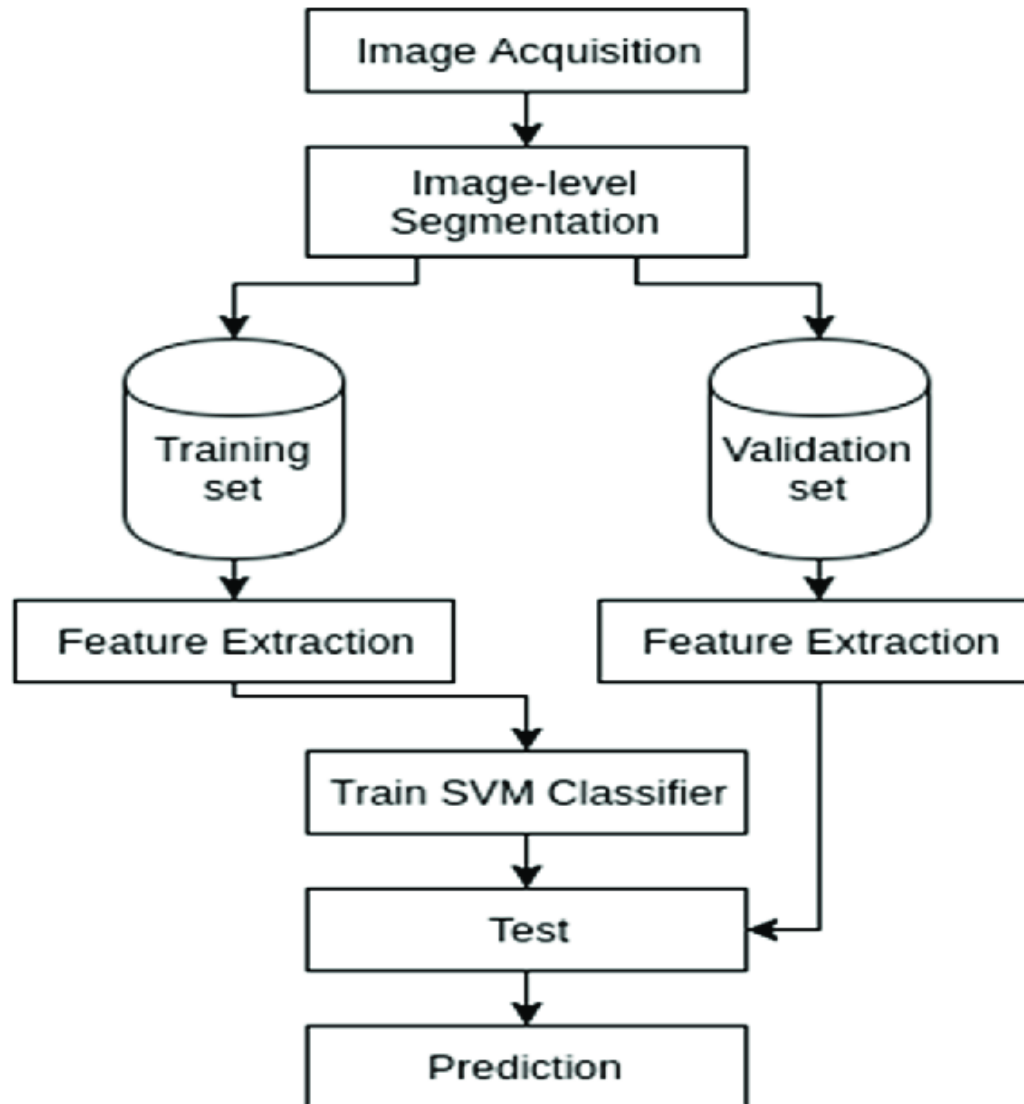 Image Acquisition
Image-level
Segmentation
Training
set
Validation
set
Feature Extraction
Feature Extraction
Train SVM Classifier
Test
Prediction